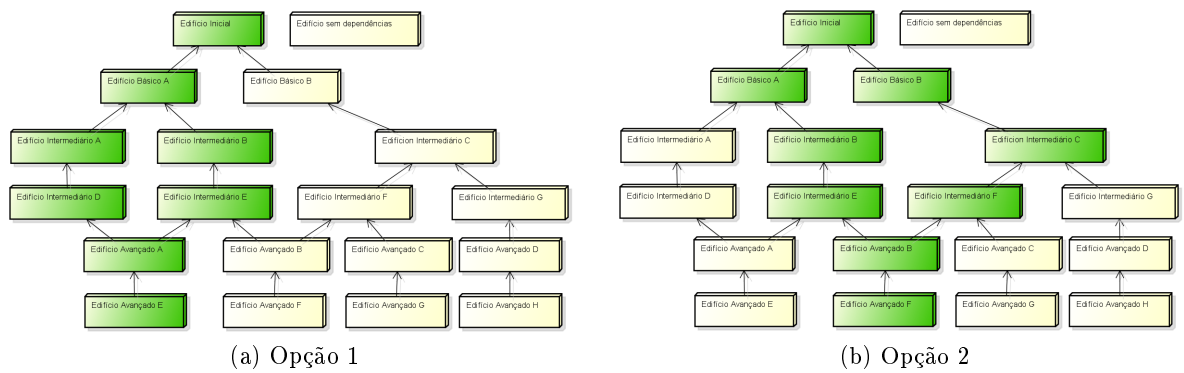 Edifício Inicial
Edifício sem dependências
Edifício Básico A
Edifício Básico B
Edifício Intermediário A
Edifício Intermediário B
Edificion Intermediário C
Edifício Intermediário D
Edifício Intermediário E
Edifício Intermediário F
Edifício Intermediário G
Edifício Avançado A
Edifício Avançado B
Edifício Avançado C
Edifício Avançado D
Edifício Avançado E
Edifício Avançado F
Edifício Avançado G
Edifício Avançado H
(a) Opção 1
Edifício Inicial
Edifício sem dependências
Edifício Básico A
Edifício Básico B
Edifício Intermediário A
Edifício Intermediário B
Edificion Intermediário C
Edifício Intermediário D
Edifício Intermediário E
Edifício Intermediário F
Edifício Intermediário G
Edifício Avançado A
Edifício Avançado B
Edifício Avançado C
Edifício Avançado D
Edifício Avançado E
Edifício Avançado F
Edifício Avançado G
Edifício Avançado H
(b) Opção 2